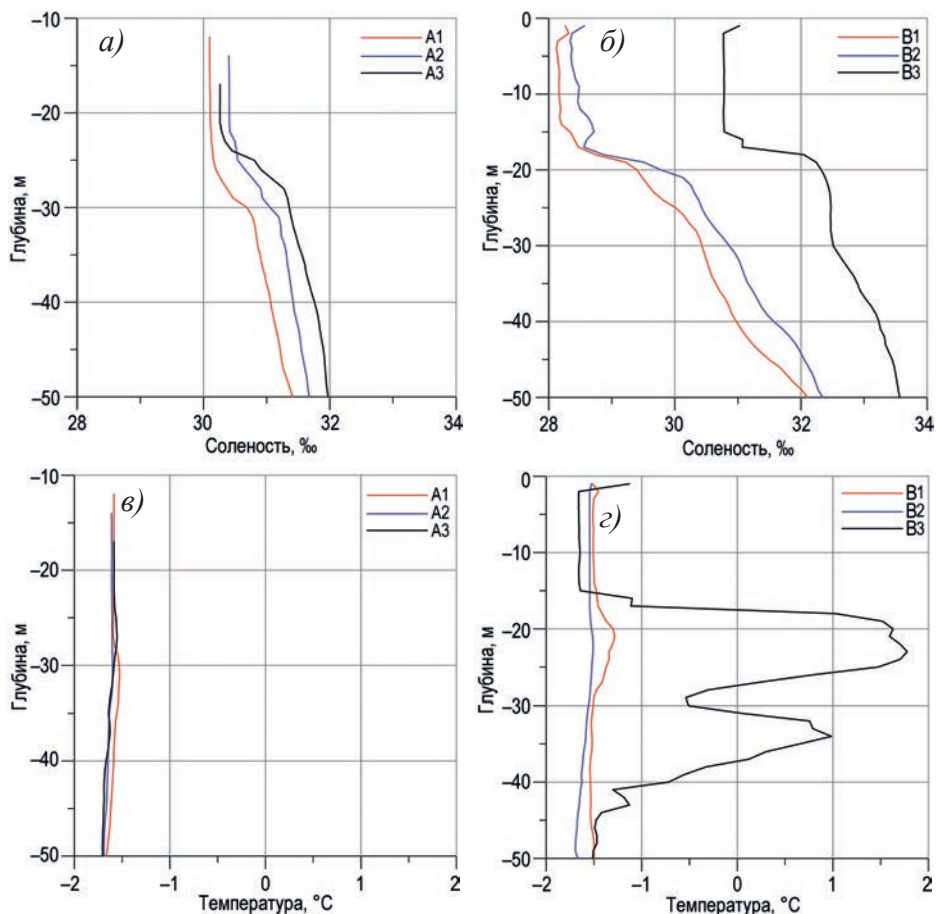 а)
A1
A2
A3
–10
–20
–30
–40
–50
Глубина, м
28
30
32
34
Соленость, ‰
б)
B1
B2
B3
0
–10
–20
–30
–40
–50
Глубина, м
28
30
32
34
Соленость, ‰
в)
A1
A2
A3
–10
–20
–30
–40
–50
Глубина, м
–2
–1
0
1
2
Температура, °C
г)
B1
B2
B3
0
–10
–20
–30
–40
–50
Глубина, м
–2
–1
0
1
2
Температура, °C